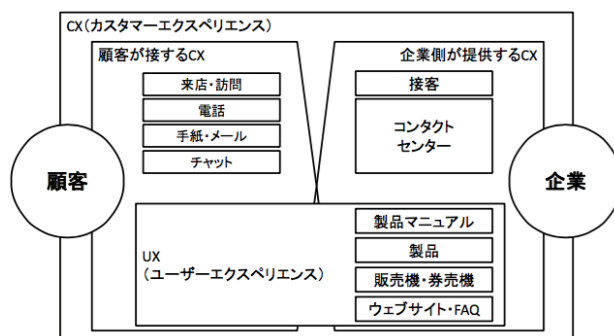 CX(カスタマーエクスペリエンス)
顧客が接するCX
企業側が提供するCX
来店・訪問
電話
手紙・メール
チャット
接客
コンタクト
センター
顧客
企業
UX
(ユーザーエクスペリエンス)
製品マニュアル
製品
販売機・券売機
ウェブサイト・FAQ